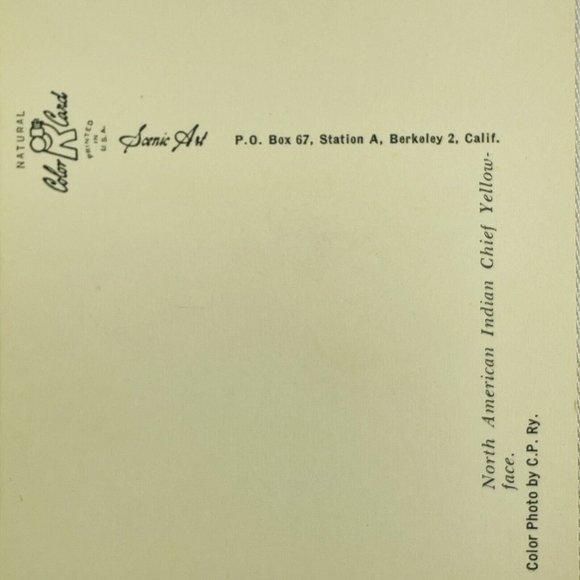 NATURAL
Color Card
PRINTED
IN
U.S.A.
Scenic Art
P.O. Box 67, Station A, Berkeley 2, Calif.
North American Indian Chief Yellow-
face.
Color Photo by C.P. Ry.